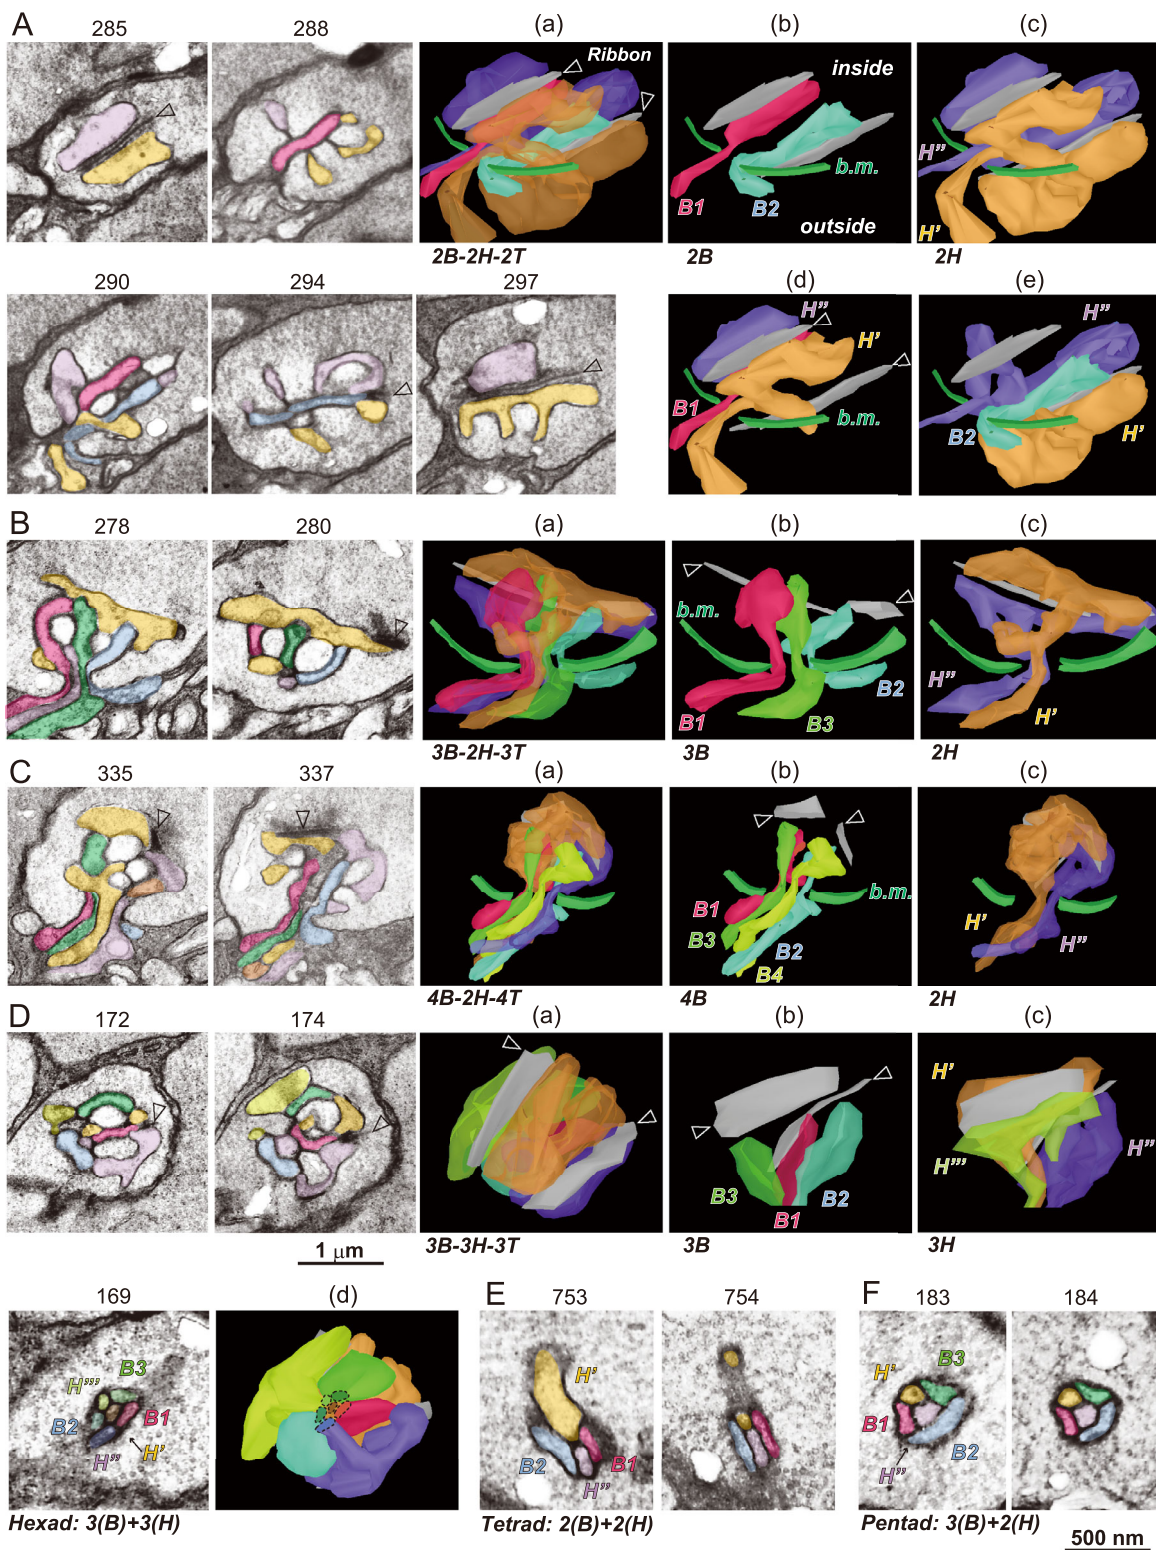 A
285 288 (a) (b) (c)
Ribbon
inside
b.m.
B1 B2
outside
H”
H’
2B-2H-2T 2B 2H
290 294 297 (d) (e)
H”
H’
B1
b.m.
H”
B2
H’
B
278 280 (a) (b) (c)
b.m.
B2
B1
B3
H”
H’
3B-2H-3T 3B 2H
C
335 337 (a) (b) (c)
b.m.
B1
B3
B2
B4
H’
H”
4B-2H-4T 4B 2H
D
172 174 (a) (b) (c)
B3
B2
B1
H’
H”
H”’
3B-3H-3T 3B 3H
1 μm
169 (d)
B3
H”’
B2
B1
H”
H’
Hexad: 3(B)+3(H)
E
753 754
H’
B2
B1
H”
Tetrad: 2(B)+2(H)
F
183 184
H’
B3
B1
B2
H”
Pentad: 3(B)+2(H)
500 nm